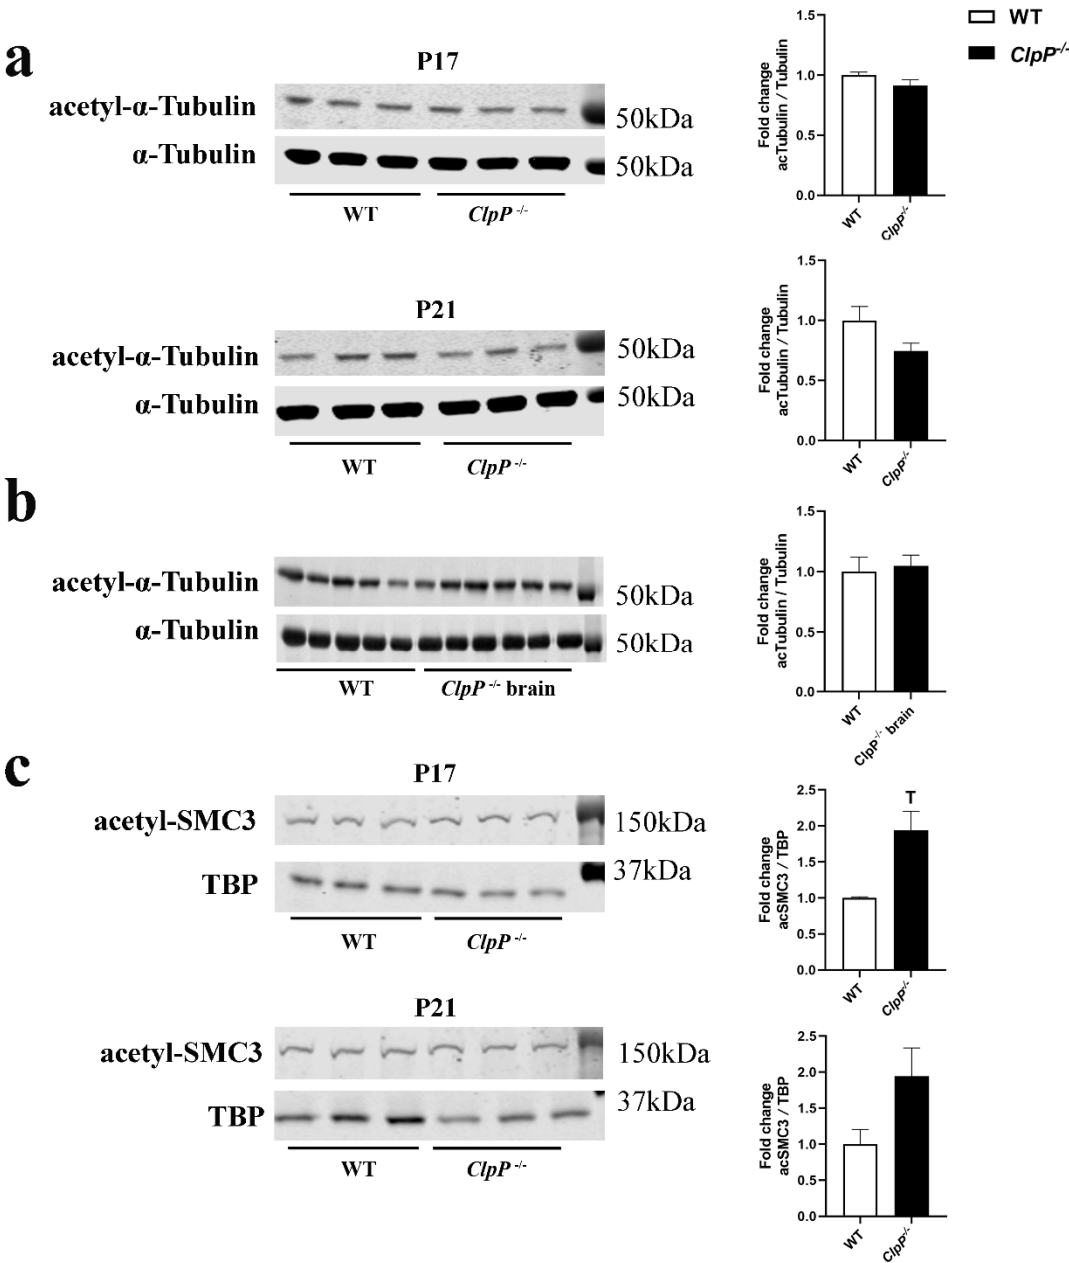 a
P17
acetyl-α-Tubulin
50kDa
α-Tubulin
50kDa
WT
ClpP -/-
1.5
1.0
0.5
0.0
Fold change
acTubulin / Tubulin
WT
ClpP-/-
WT
ClpP-/-
P21
acetyl-α-Tubulin
50kDa
α-Tubulin
50kDa
WT
ClpP -/-
1.5
1.0
0.5
0.0
Fold change
acTubulin / Tubulin
WT
ClpP-/-
b
acetyl-α-Tubulin
50kDa
α-Tubulin
50kDa
WT
ClpP -/- brain
1.5
1.0
0.5
0.0
Fold change
acTubulin / Tubulin
WT
ClpP-/- brain
c
P17
acetyl-SMC3
150kDa
TBP
37kDa
WT
ClpP -/-
2.5
2.0
1.5
1.0
0.5
0.0
Fold change
acSMC3 / TBP
T
WT
ClpP-/-
P21
acetyl-SMC3
150kDa
TBP
37kDa
WT
ClpP -/-
2.5
2.0
1.5
1.0
0.5
0.0
Fold change
acSMC3 / TBP
WT
ClpP-/-